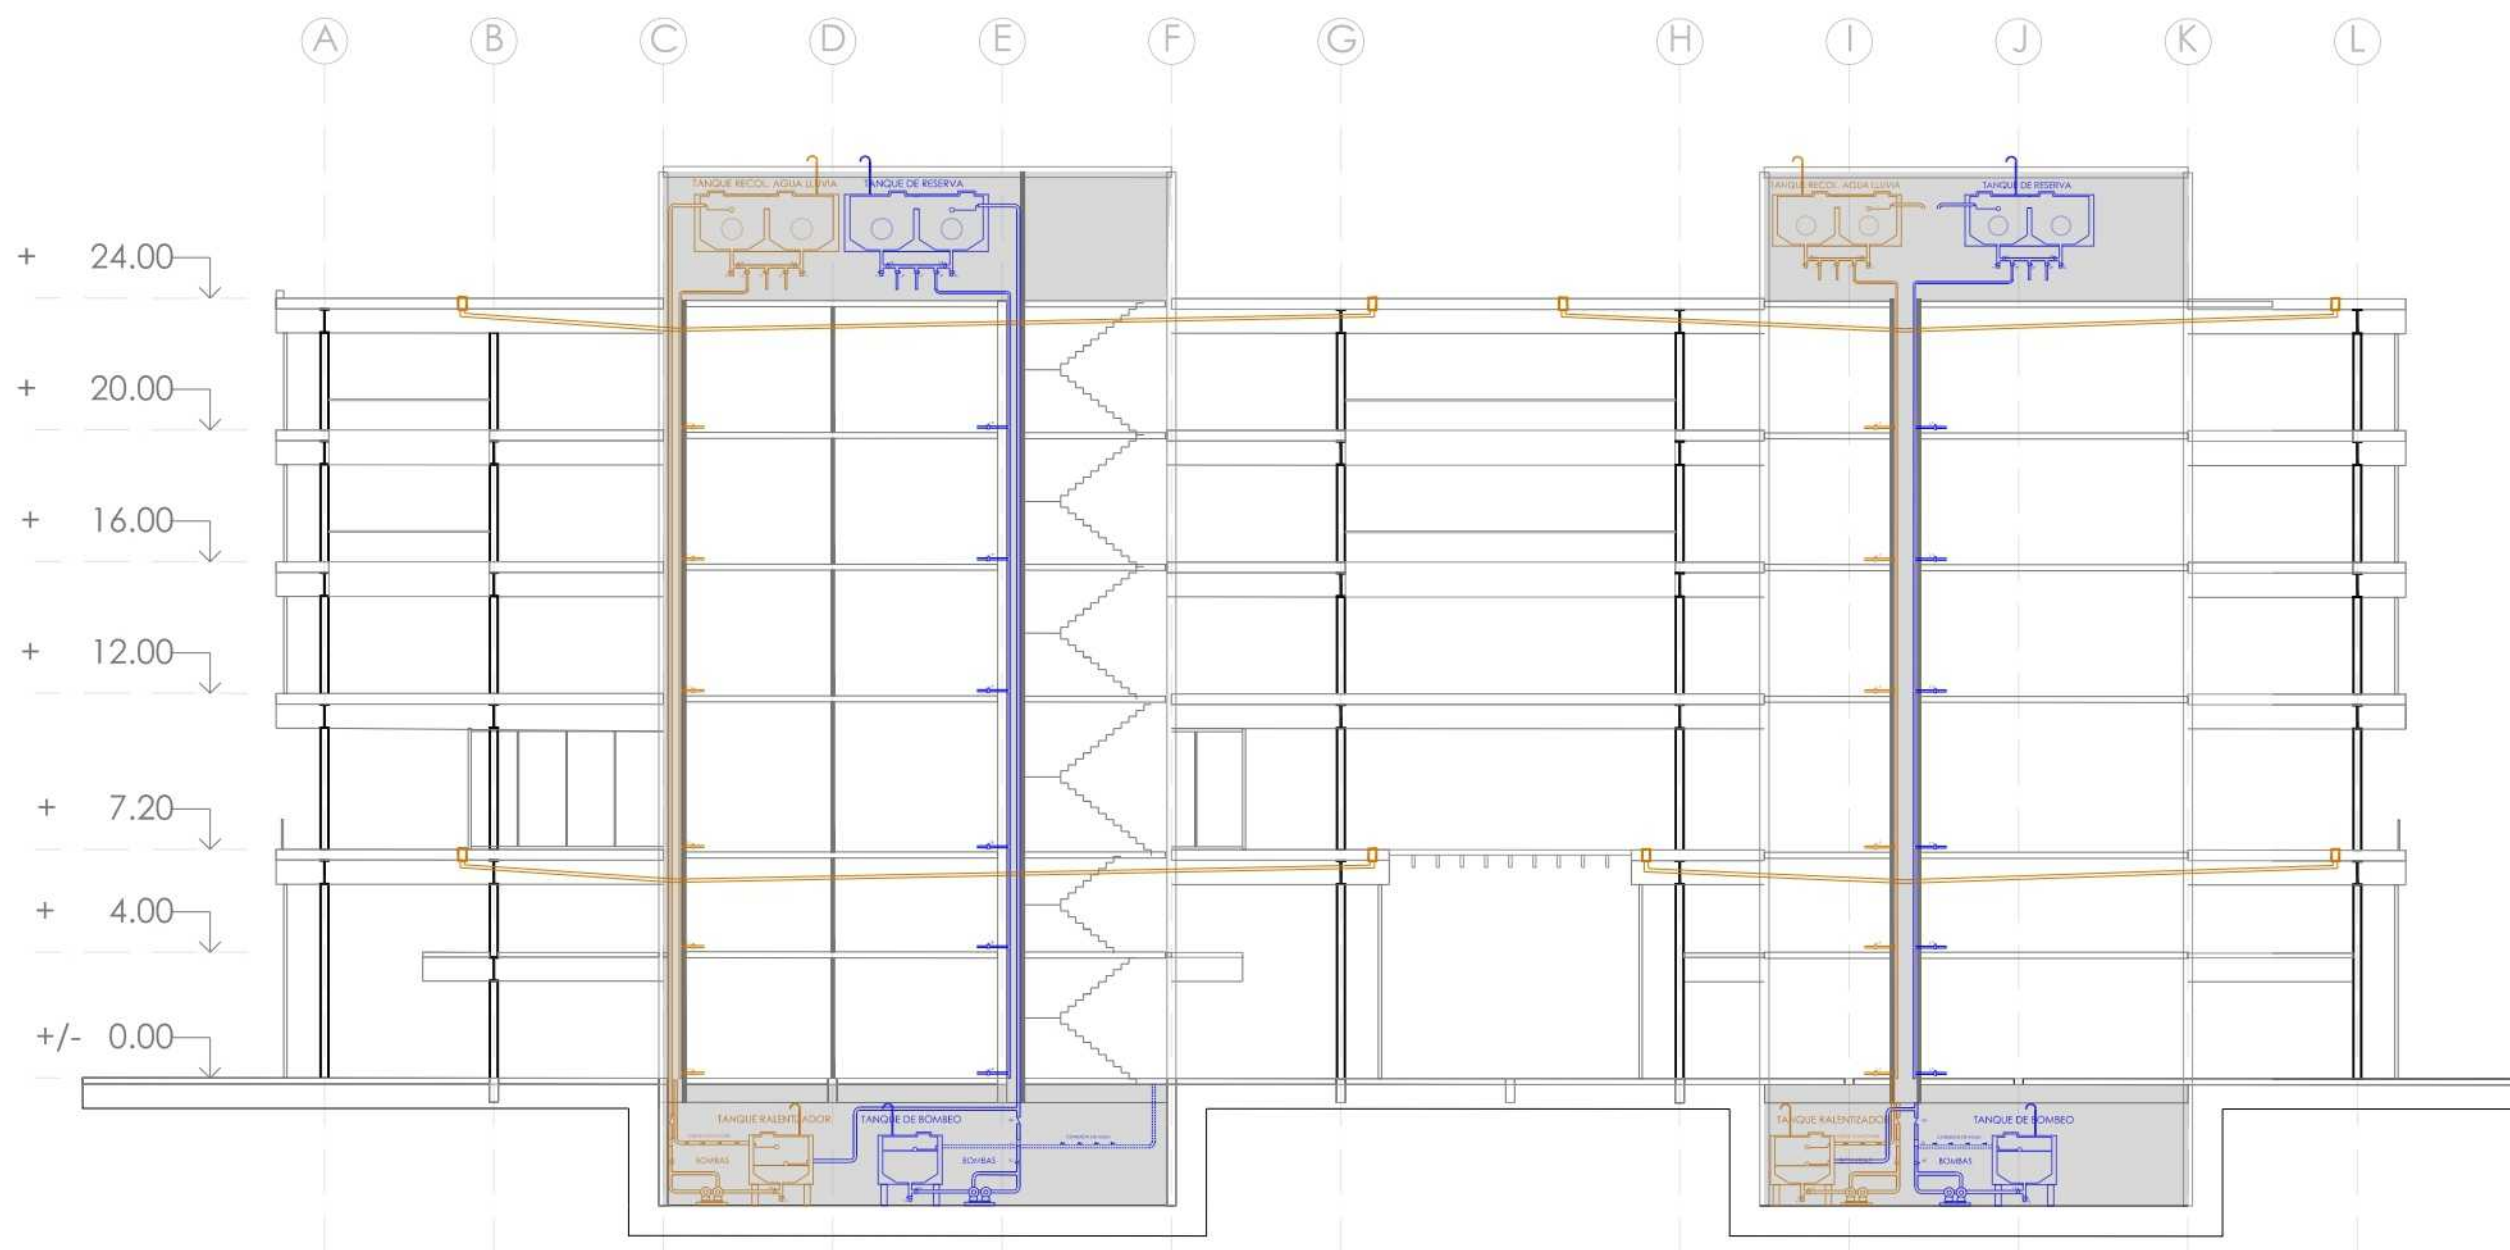 A B C D E F G H I J K L
TANQUE RECOL. AGUA LLUVIA TANQUE DE RESERVA TANQUE RECOL. AGUA LLUVIA TANQUE DE RESERVA
+ 24.00
+ 20.00
+ 16.00
+ 12.00
+ 7.20
+ 4.00
+/- 0.00
TANQUE RALENTIZADOR TANQUE DE BOMBEO TANQUE RALENTIZADOR TANQUE DE BOMBEO
BOMBAS BOMBAS BOMBAS